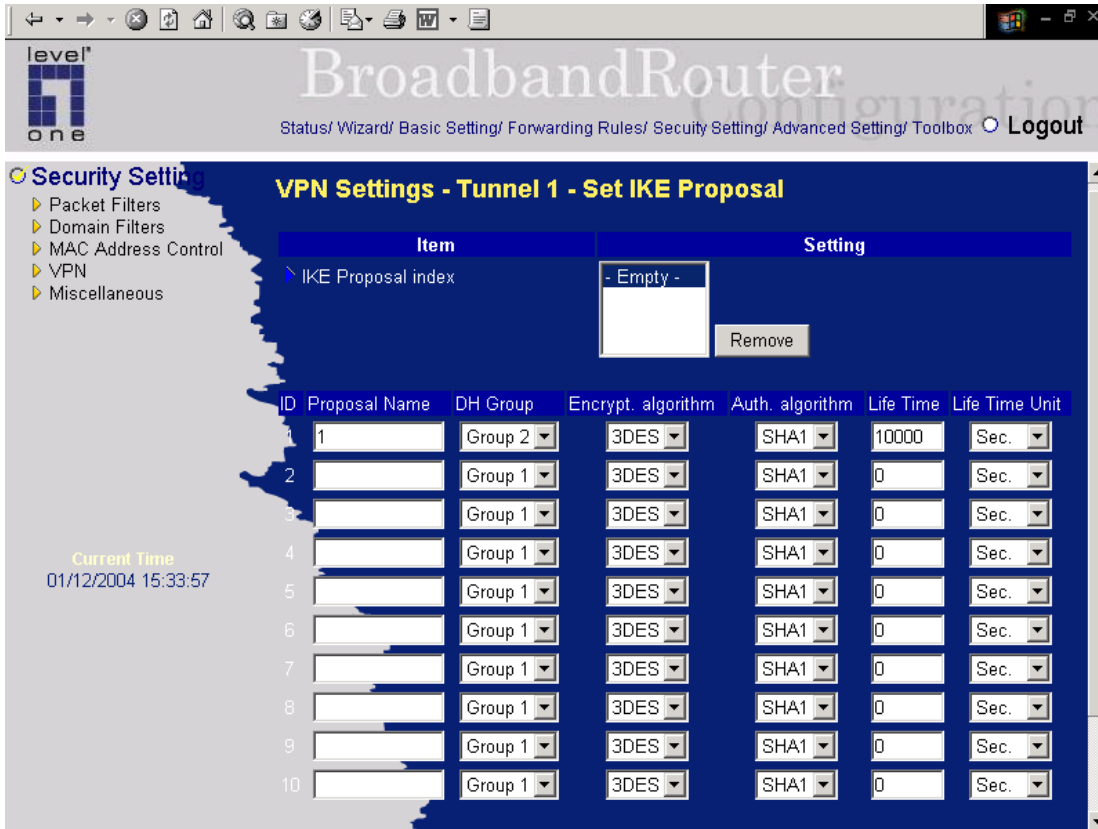 level
one
BroadbandRouter
Configuration
Status/ Wizard/ Basic Setting/ Forwarding Rules/ Secuity Setting/ Advanced Setting/ Toolbox Logout
Security Setting
Packet Filters
Domain Filters
MAC Address Control
VPN
Miscellaneous
Current Time
01/12/2004 15:33:57
VPN Settings - Tunnel 1 - Set IKE Proposal
Item Setting
IKE Proposal index - Empty - Remove
ID Proposal Name DH Group Encrypt. algorithm Auth. algorithm Life Time Life Time Unit
1 1 Group 2 3DES SHA1 10000 Sec.
2 Group 1 3DES SHA1 0 Sec.
3 Group 1 3DES SHA1 0 Sec.
4 Group 1 3DES SHA1 0 Sec.
5 Group 1 3DES SHA1 0 Sec.
6 Group 1 3DES SHA1 0 Sec.
7 Group 1 3DES SHA1 0 Sec.
8 Group 1 3DES SHA1 0 Sec.
9 Group 1 3DES SHA1 0 Sec.
10 Group 1 3DES SHA1 0 Sec.